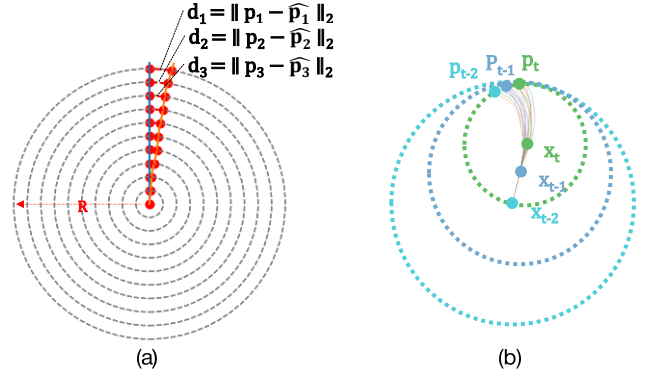 d₁ = ‖ p₁ − p̂₁ ‖₂
d₂ = ‖ p₂ − p̂₂ ‖₂
d₃ = ‖ p₃ − p̂₃ ‖₂
R
(a)
pₜ₋₂ Pₜ₋₁ pₜ
xₜ
xₜ₋₁
xₜ₋₂
(b)